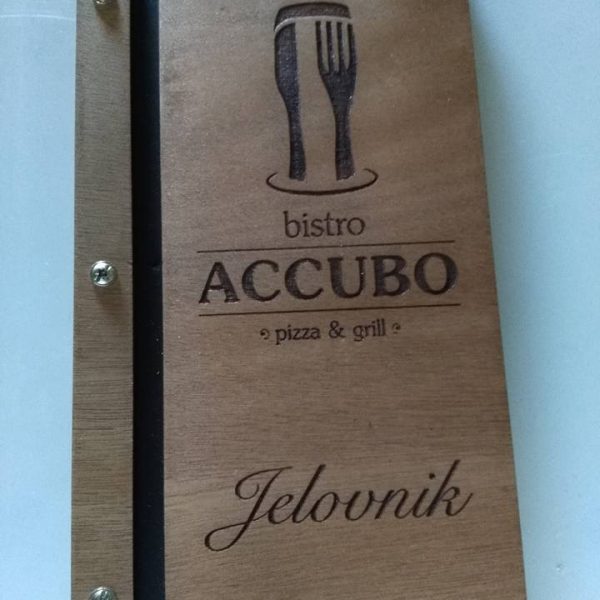 bistro
ACCUBO
pizza & grill
Jelovnik